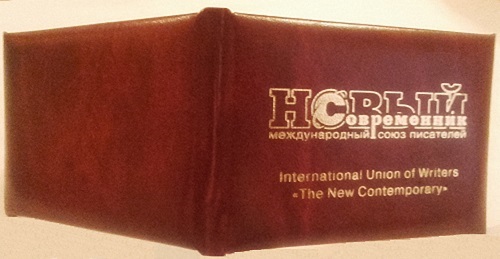 Новый
Современник
международный союз писателей
International Union of Writers
«The New Contemporary»